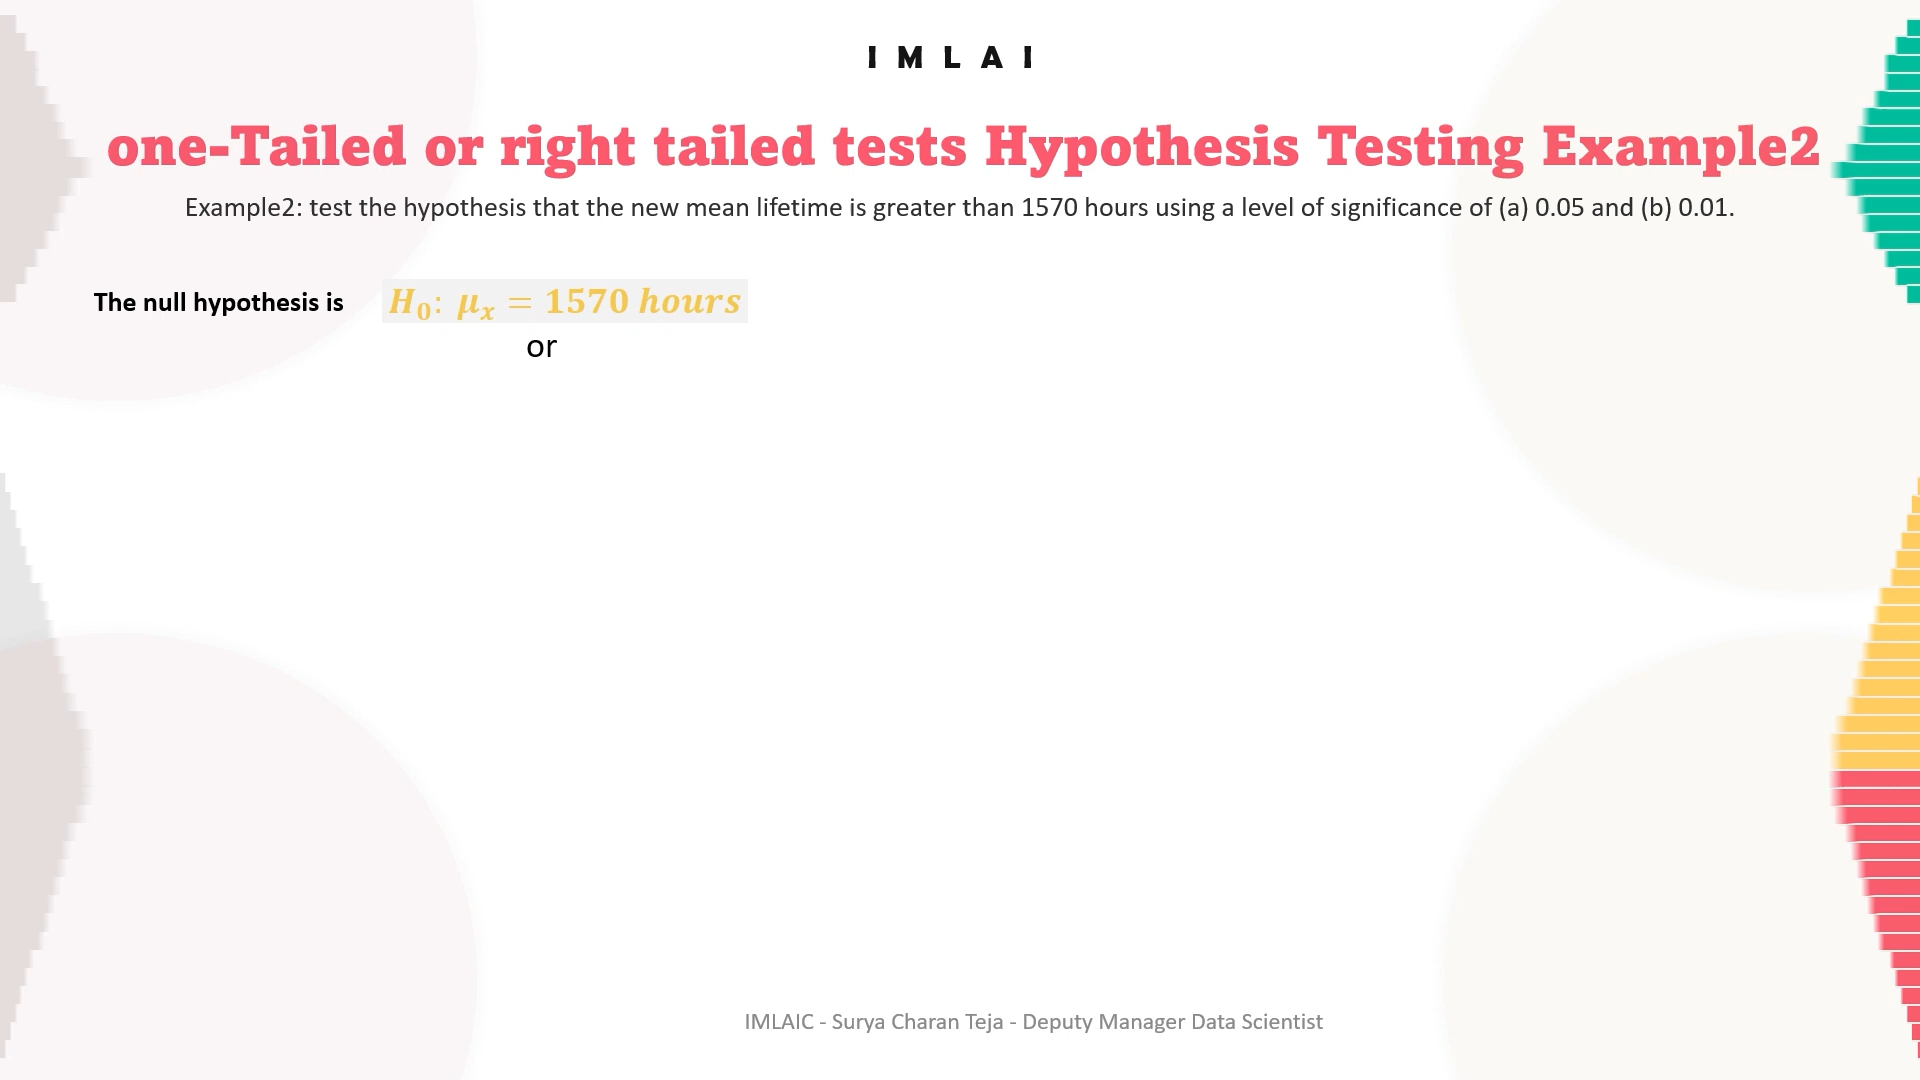 IMLAI
one-Tailed or right tailed tests Hypothesis Testing Example2
Example2: test the hypothesis that the new mean lifetime is greater than 1570 hours using a level of significance of (a) 0.05 and (b) 0.01.
The null hypothesis is H₀: μₓ = 1570 hours
or
IMLAIC - Surya Charan Teja - Deputy Manager Data Scientist